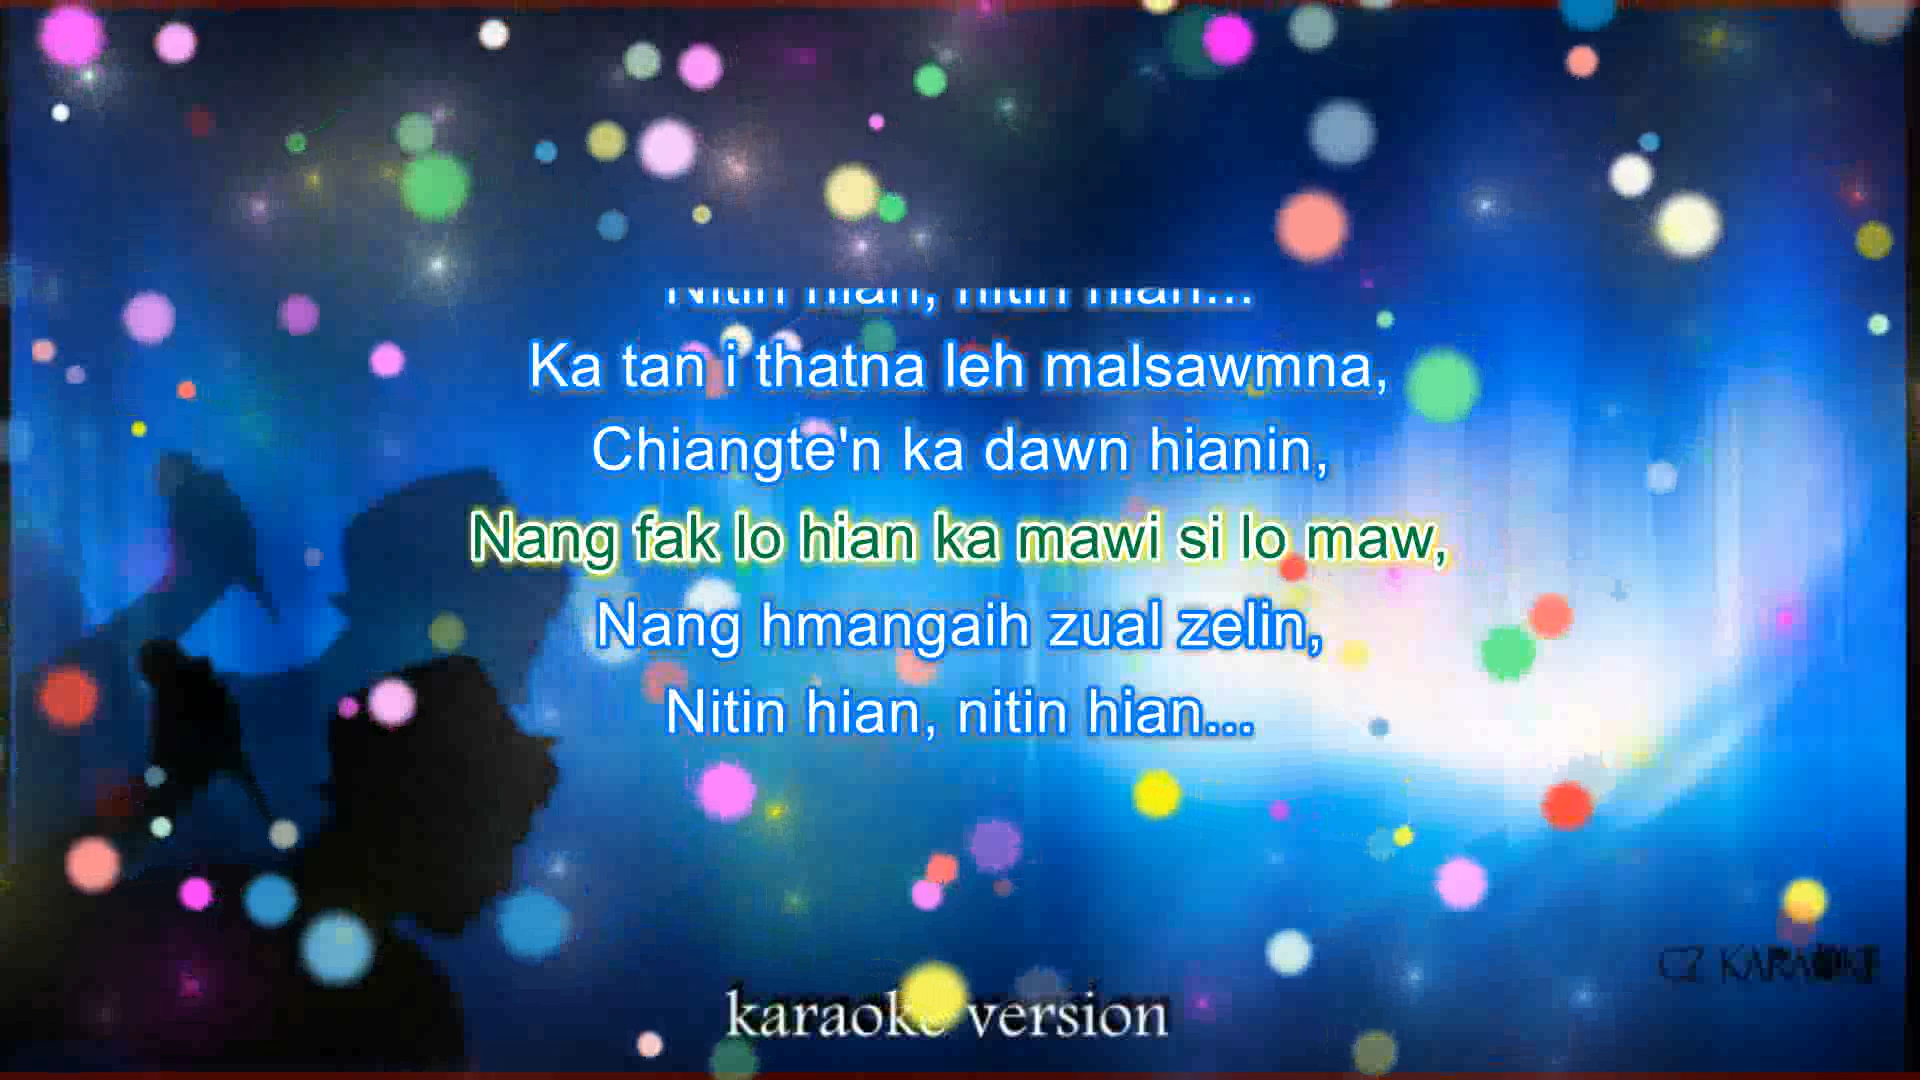 Nitin hian, nitin hian...
Ka tan i thatna leh malsawmna,
Chiangte'n ka dawn hianin,
Nang fak lo hian ka mawi si lo maw,
Nang hmangaih zual zelin,
Nitin hian, nitin hian...
karaoke version
CZ KARAOKE